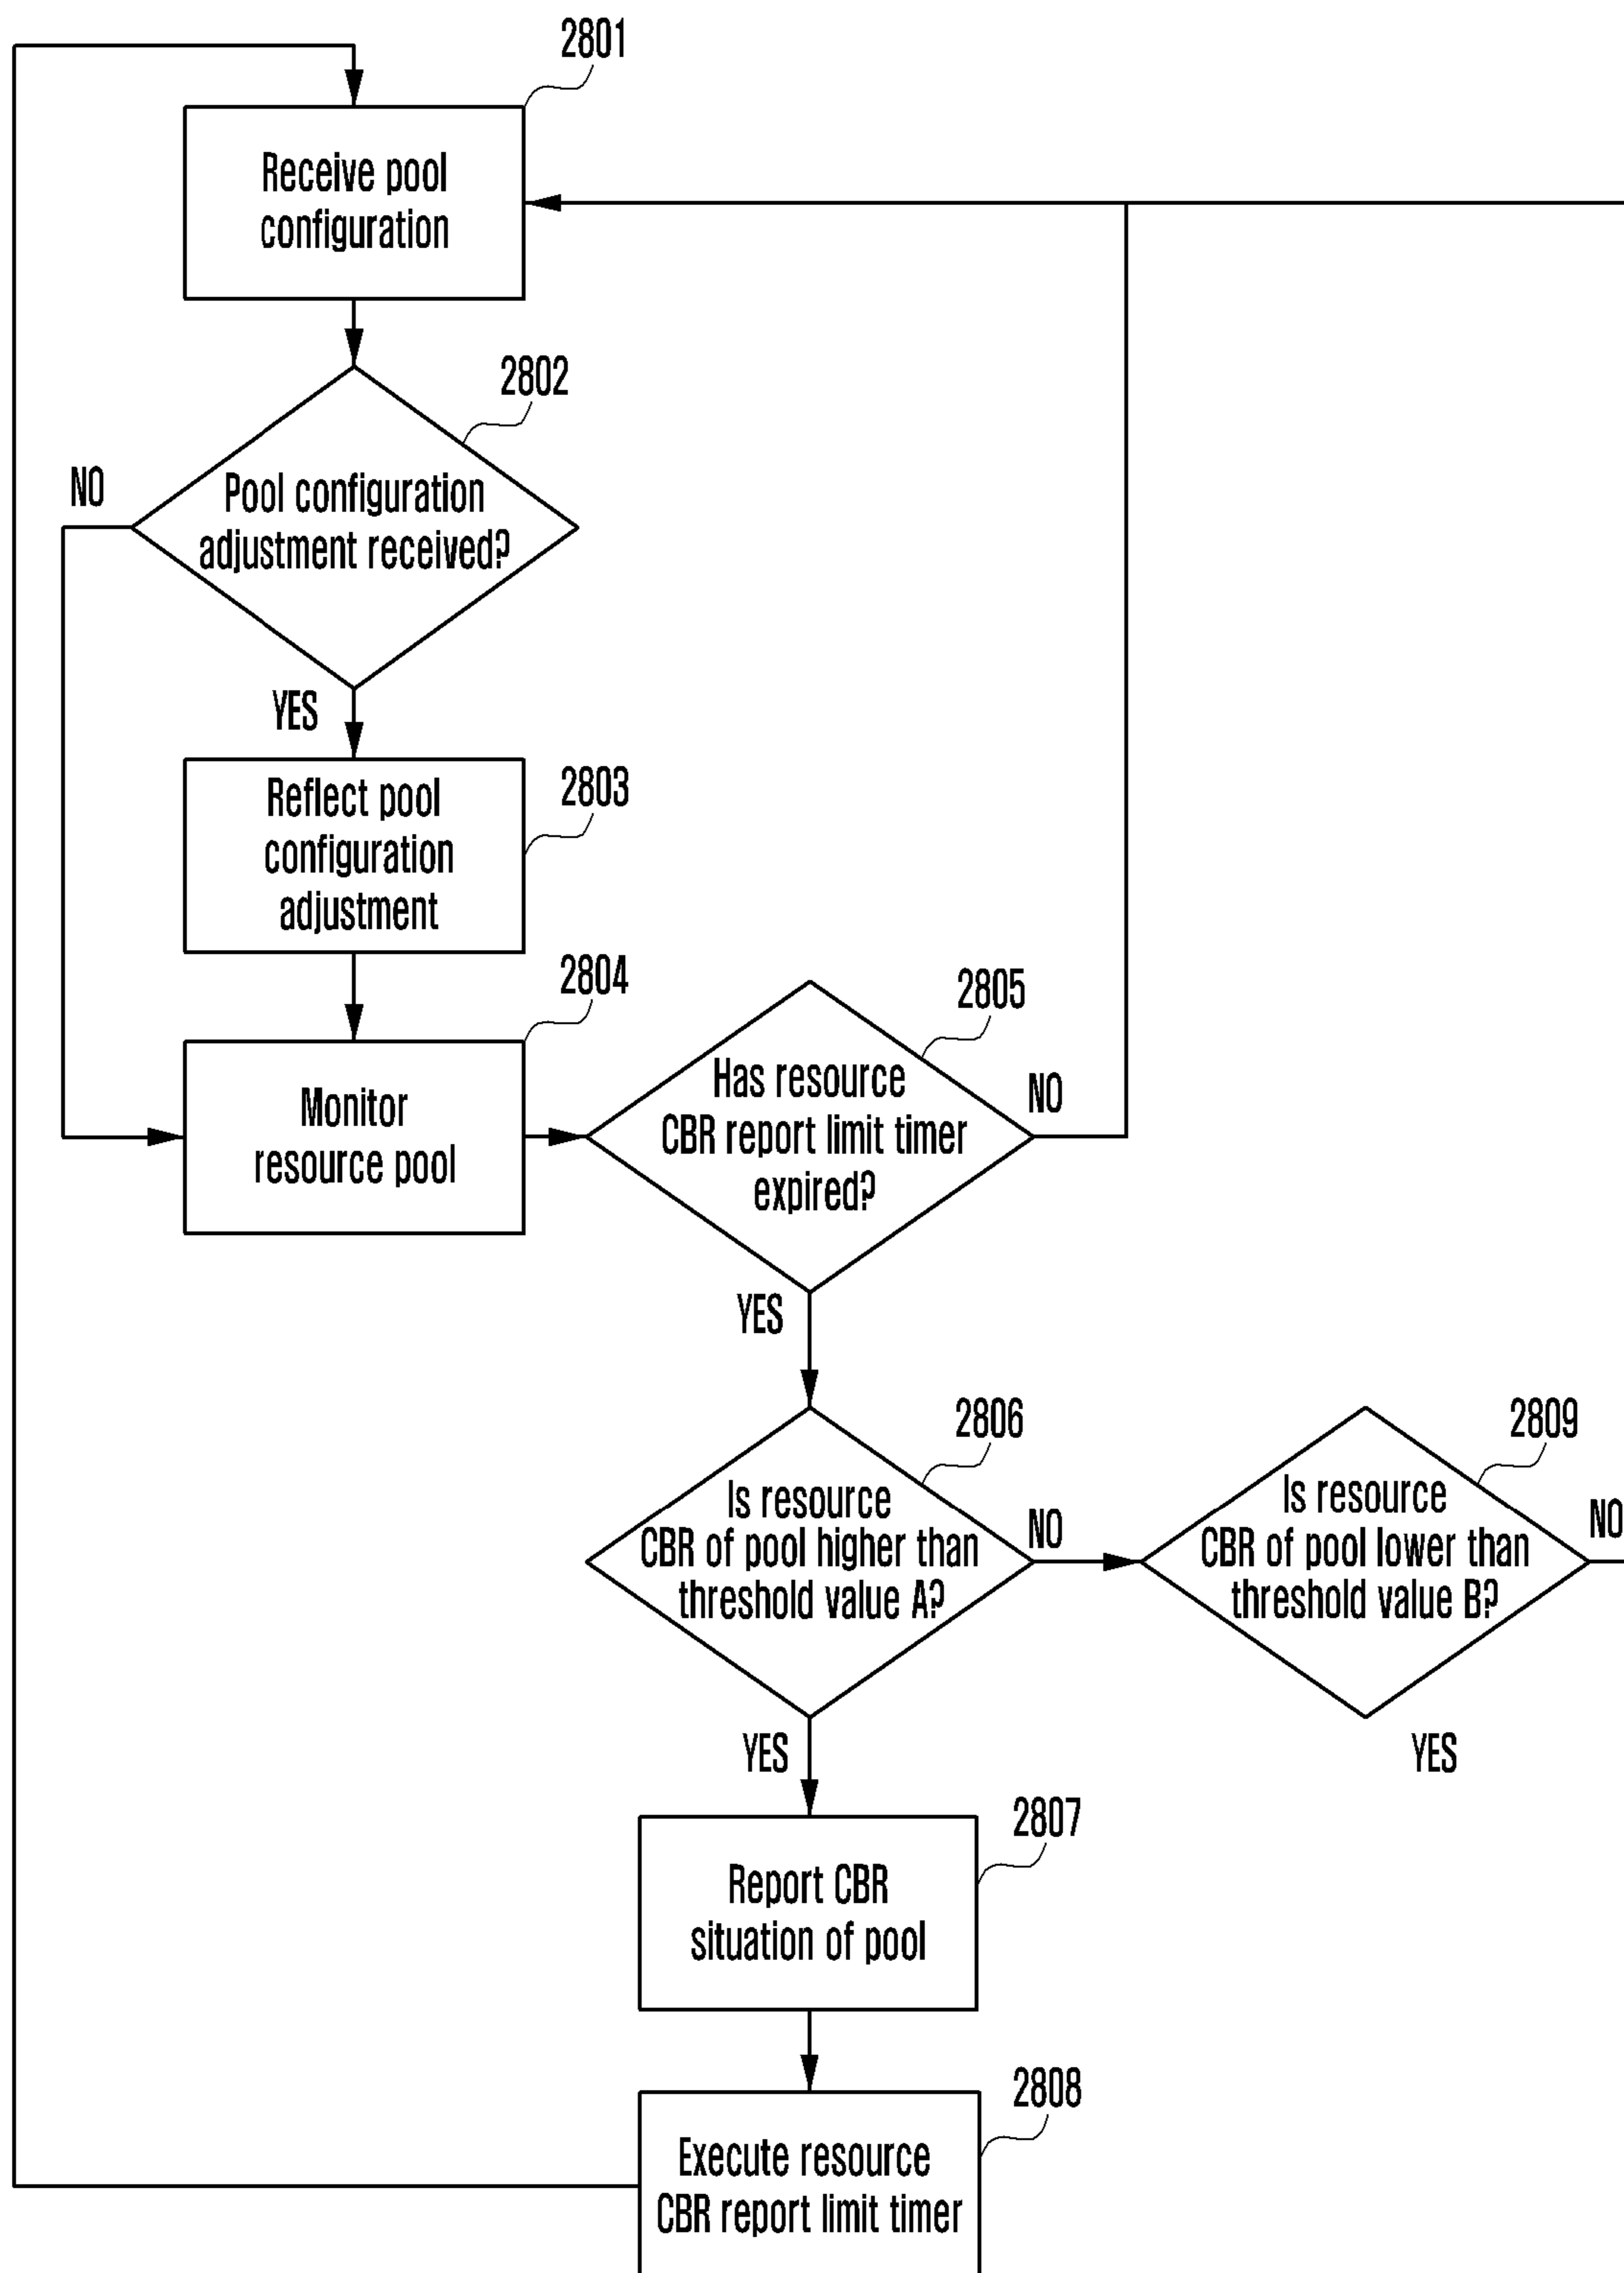 2801
Receive pool
configuration
2802
NO
Pool configuration
adjustment received?
YES
2803
Reflect pool
configuration
adjustment
2804
Monitor
resource pool
2805
Has resource
CBR report limit timer
expired?
NO
YES
2806
Is resource
CBR of pool higher than
threshold value A?
NO
2809
Is resource
CBR of pool lower than
threshold value B?
NO
YES
YES
2807
Report CBR
situation of pool
2808
Execute resource
CBR report limit timer